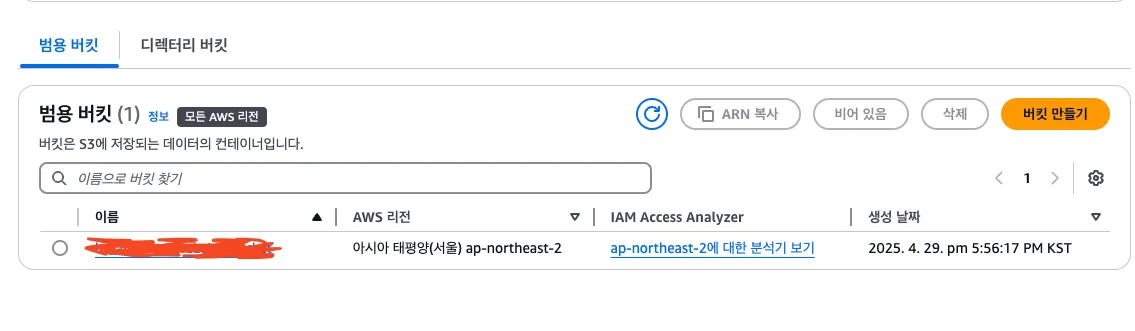 범용 버킷 디렉터리 버킷
범용 버킷 (1) 정보 모든 AWS 리전 ARN 복사 비어 있음 삭제 버킷 만들기
버킷은 S3에 저장되는 데이터의 컨테이너입니다.
이름으로 버킷 찾기 1
이름 AWS 리전 IAM Access Analyzer 생성 날짜
아시아 태평양(서울) ap-northeast-2 ap-northeast-2에 대한 분석기 보기 2025. 4. 29. pm 5:56:17 PM KST